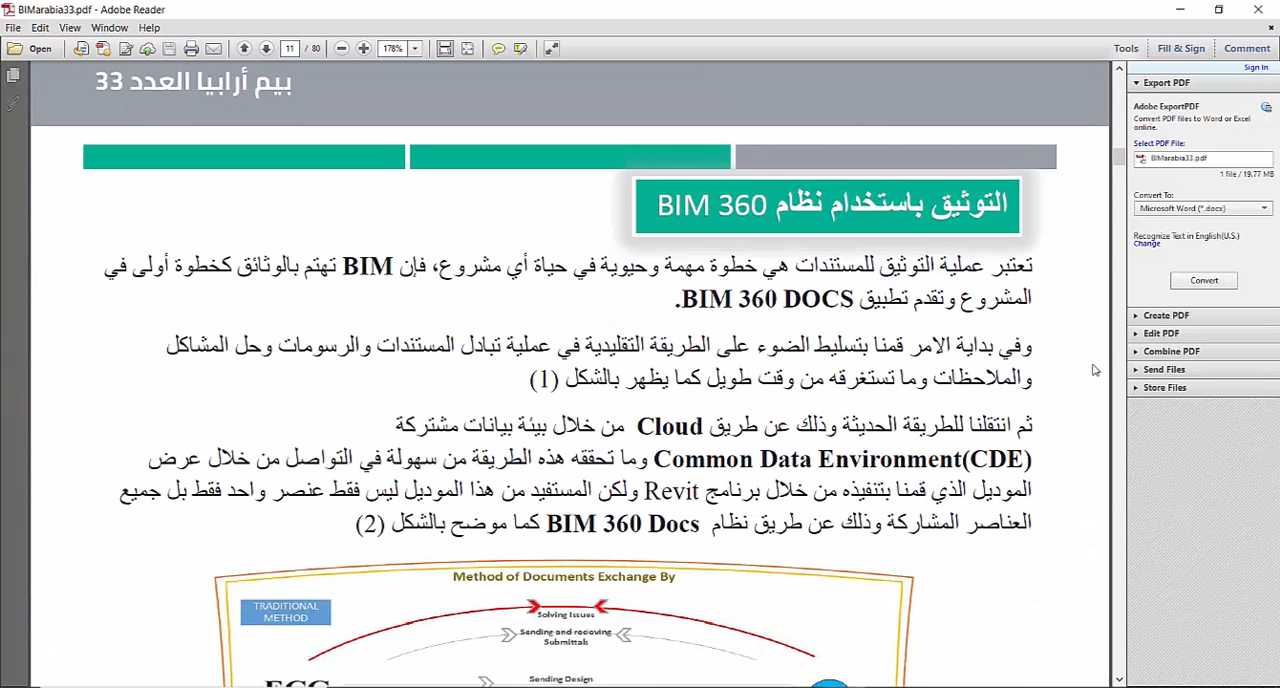 BIMarabia33.pdf - Adobe Reader
File Edit View Window Help
Open 11 / 80 178% Tools Fill & Sign Comment
Sign In
Export PDF
Adobe ExportPDF
Convert PDF files to Word or Excel
online.
Select PDF File:
BIMarabia33.pdf
1 file / 19.77 MB
Convert To:
Microsoft Word (*.docx)
Recognize Text in English(U.S.)
Change
Convert
Create PDF
Edit PDF
Combine PDF
Send Files
Store Files
بيم أرابيا العدد 33
التوثيق باستخدام نظام BIM 360
تعتبر عملية التوثيق للمستندات هي خطوة مهمة وحيوية في حياة أي مشروع، فإن BIM تهتم بالوثائق كخطوة أولى في
المشروع وتقدم تطبيق BIM 360 DOCS.
وفي بداية الامر قمنا بتسليط الضوء على الطريقة التقليدية في عملية تبادل المستندات والرسومات وحل المشاكل
والملاحظات وما تستغرقه من وقت طويل كما يظهر بالشكل (1)
ثم انتقلنا للطريقة الحديثة وذلك عن طريق Cloud من خلال بيئة بيانات مشتركة
Common Data Environment(CDE) وما تحققه هذه الطريقة من سهولة في التواصل من خلال عرض
الموديل الذي قمنا بتنفيذه من خلال برنامج Revit ولكن المستفيد من هذا الموديل ليس فقط عنصر واحد فقط بل جميع
العناصر المشاركة وذلك عن طريق نظام BIM 360 Docs كما موضح بالشكل (2)
Method of Documents Exchange By
TRADITIONAL
METHOD
Solving Issues
Sending and recieving
Submittals
Sending Design